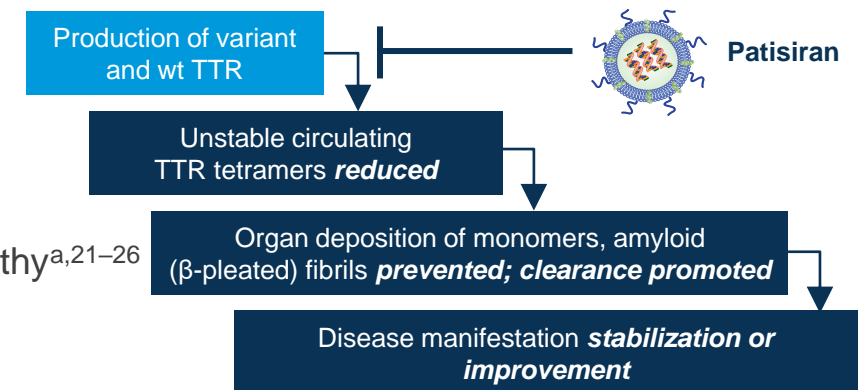 Production of variant
and wt TTR
Patisiran
Unstable circulating
TTR tetramers reduced
thy a,21–26
Organ deposition of monomers, amyloid
(β-pleated) fibrils prevented; clearance promoted
Disease manifestation stabilization or
improvement